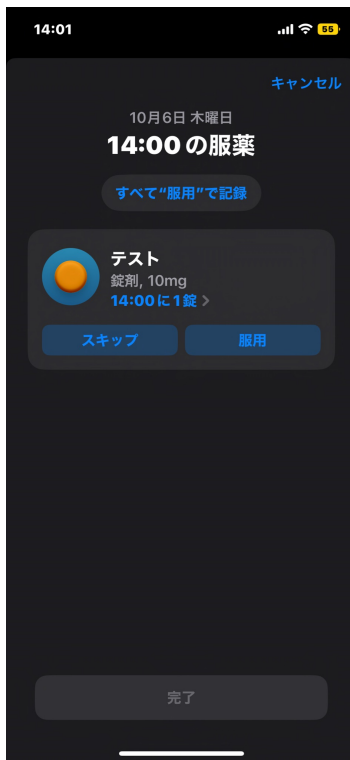 14:01
55
キャンセル
10月6日 木曜日
14:00 の服薬
すべて“服用”で記録
テスト
錠剤, 10mg
14:00に1錠
スキップ
服用
完了